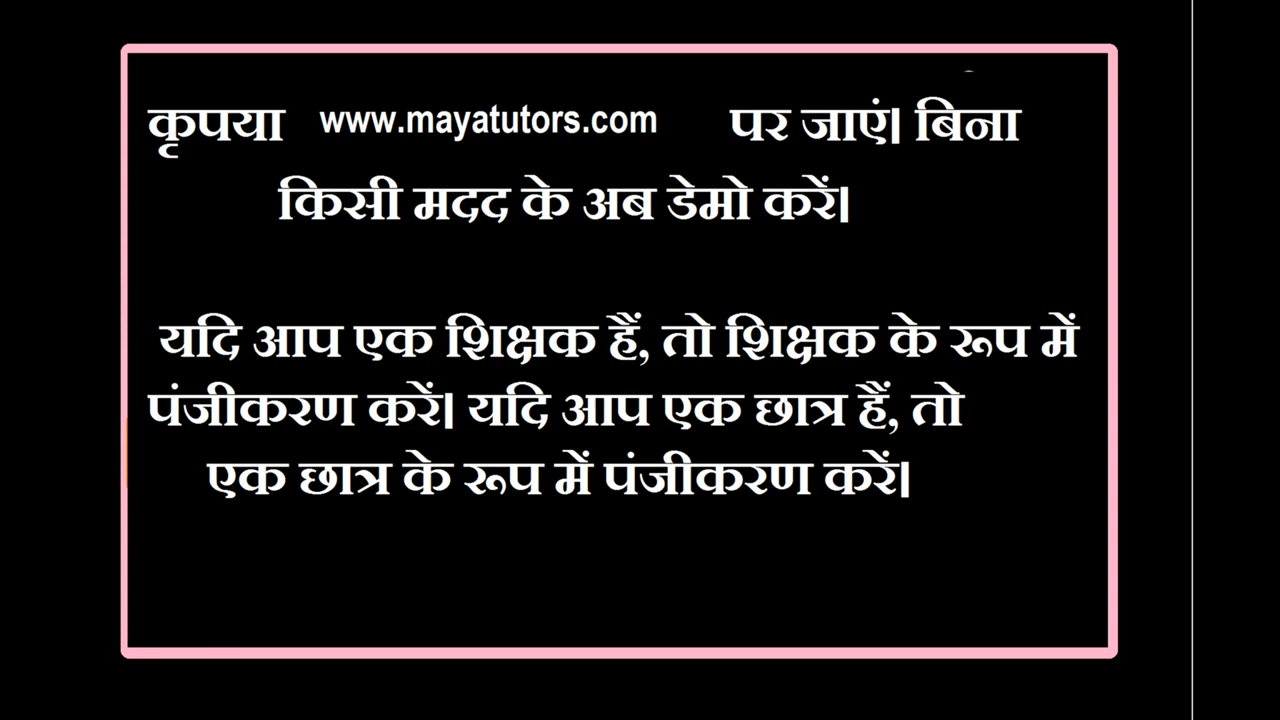 कृपया www.mayatutors.com पर जाएं। बिना
किसी मदद के अब डेमो करें।
यदि आप एक शिक्षक हैं, तो शिक्षक के रूप में
पंजीकरण करें। यदि आप एक छात्र हैं, तो
एक छात्र के रूप में पंजीकरण करें।